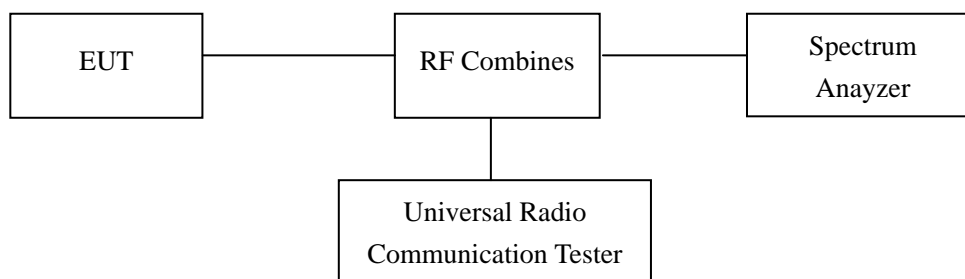 EUT
RF Combines
Spectrum
Anayzer
Universal Radio
Communication Tester